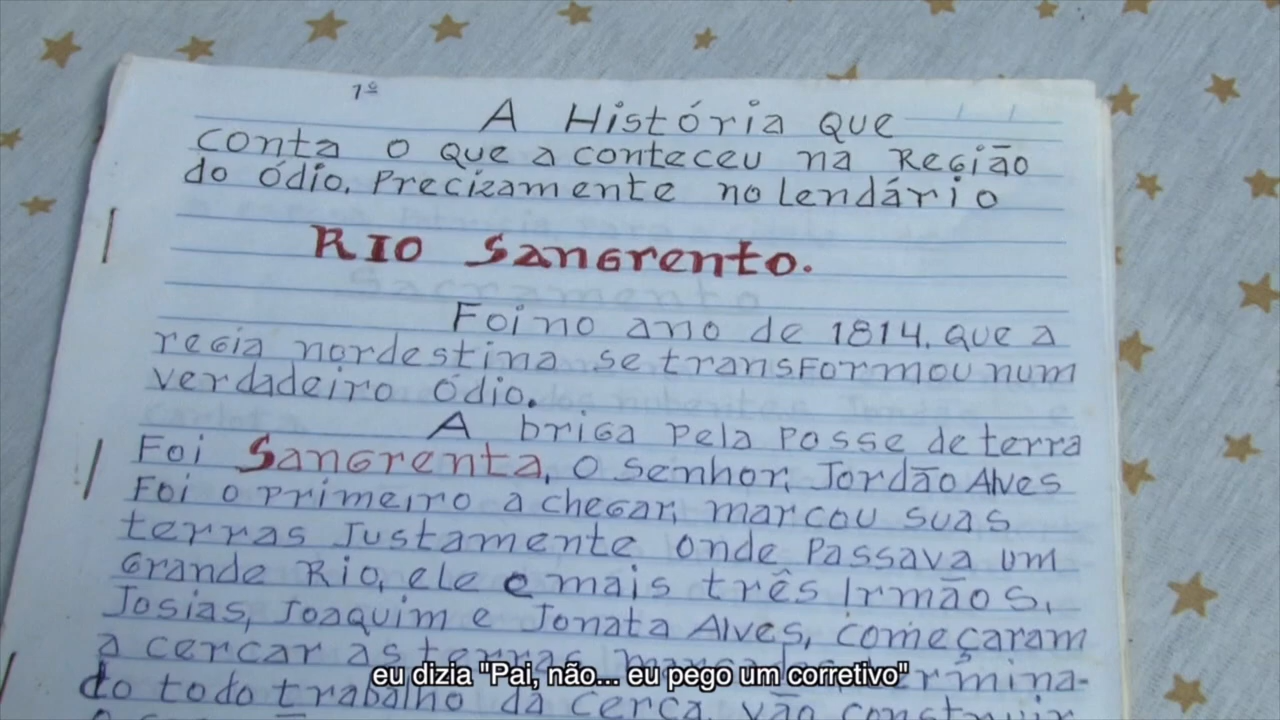 1º
A História que
conta o que a conteceu na Região
do Ódio. Precizamente no lendário
Rio Sangrento.
Foi no ano de 1814. que a
regia nordestina se transformou num
verdadeiro Ódio.
A briga pela posse de terra
Foi Sangrenta, o senhor, Jordão Alves
Foi o primeiro a chegar, marcou suas
terras Justamente onde Passava um
Grande Rio, ele e mais três Irmãos,
Josias, Joaquim e Jonata Alves, começaram
a cercar as terras
do todo trabalho da cerca, vão construir
eu dizia "Pai, não... eu pego um corretivo"